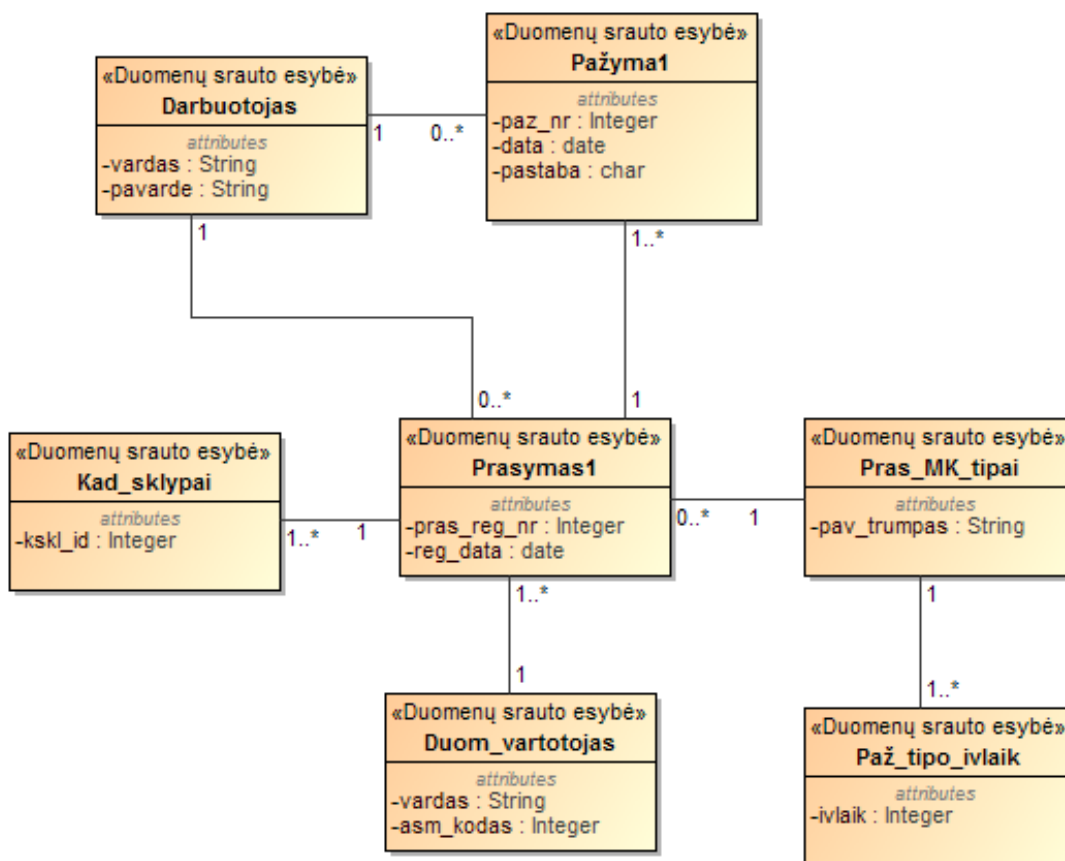 «Duomenų srauto esybė»
Pažyma1
attributes
-paz_nr : Integer
-data : date
-pastaba : char
«Duomenų srauto esybė»
Darbuotojas
attributes
-vardas : String
-pavarde : String
1
0..*
1
1..*
0..*
1
«Duomenų srauto esybė»
Kad_sklypai
attributes
-kskl_id : Integer
«Duomenų srauto esybė»
Prasymas1
attributes
-pras_reg_nr : Integer
-reg_data : date
«Duomenų srauto esybė»
Pras_MK_tipai
attributes
-pav_trumpas : String
1..*
1
0..*
1
1..*
1
1
1..*
«Duomenų srauto esybė»
Duom_vartotojas
attributes
-vardas : String
-asm_kodas : Integer
«Duomenų srauto esybė»
Paž_tipo_ivlaik
attributes
-ivlaik : Integer